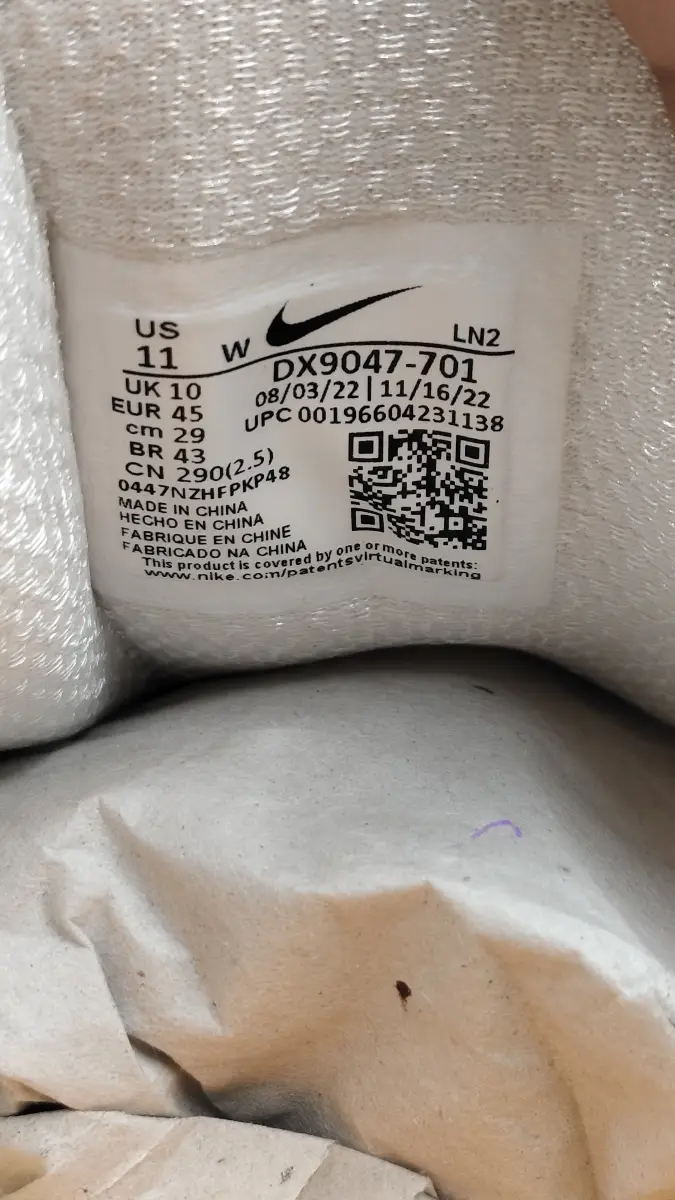 US
11 W LN2
DX9047-701
UK 10
08/03/22 | 11/16/22
EUR 45
UPC 00196604231138
cm 29
BR 43
CN 290(2.5)
0447NZHFPKP48
MADE IN CHINA
HECHO EN CHINA
FABRIQUE EN CHINE
FABRICADO NA CHINA
This product is covered by one or more patents:
www.nike.com/patentsvirtualmarking